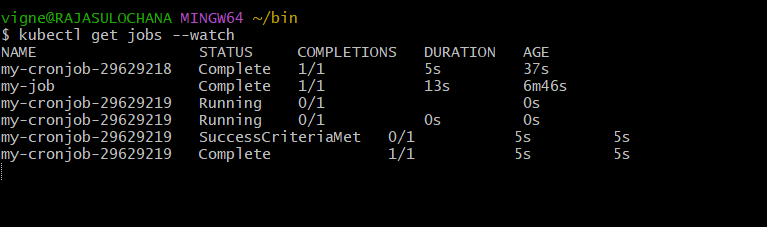 vigne@RAJASULOCHANA MINGW64 ~/bin
$ kubectl get jobs --watch
NAME                  STATUS     COMPLETIONS   DURATION   AGE
my-cronjob-29629218   Complete   1/1           5s         37s
my-job                Complete   1/1           13s        6m46s
my-cronjob-29629219   Running    0/1                      0s
my-cronjob-29629219   Running    0/1           0s         0s
my-cronjob-29629219   SuccessCriteriaMet   0/1           5s         5s
my-cronjob-29629219   Complete             1/1           5s         5s